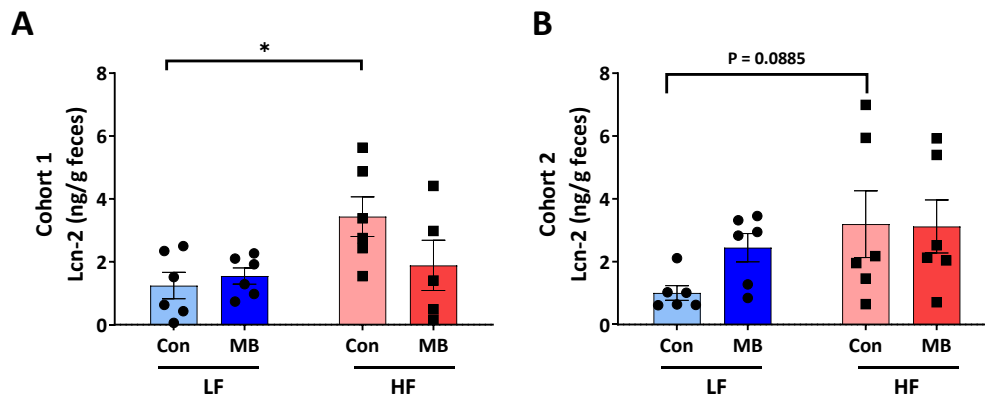 A
Cohort 1
Lcn-2 (ng/g feces)
8
6
4
2
0
*
Con
MB
Con
MB
LF
HF
B
Cohort 2
Lcn-2 (ng/g feces)
8
6
4
2
0
P = 0.0885
Con
MB
Con
MB
LF
HF